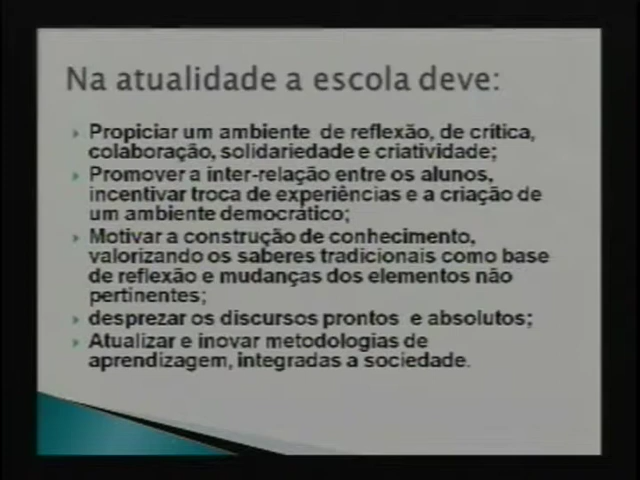 Na atualidade a escola deve:
Propiciar um ambiente de reflexão, de crítica,
colaboração, solidariedade e criatividade;
Promover a inter-relação entre os alunos,
incentivar troca de experiências e a criação de
um ambiente democrático;
Motivar a construção de conhecimento,
valorizando os saberes tradicionais como base
de reflexão e mudanças dos elementos não
pertinentes;
desprezar os discursos prontos e absolutos;
Atualizar e inovar metodologias de
aprendizagem, integradas a sociedade.